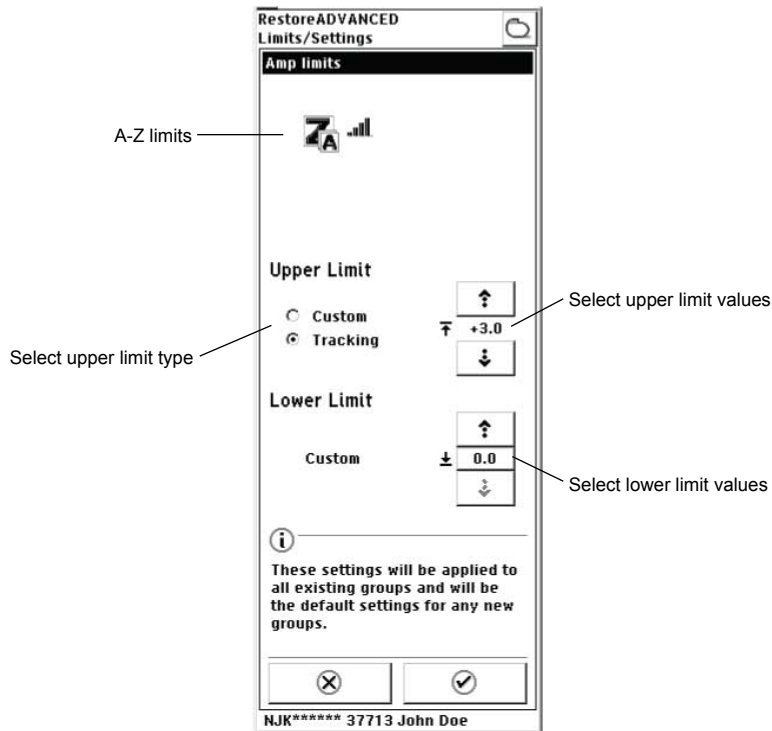 RestoreADVANCED
Limits/Settings
Amp limits
A-Z limits
Z A
Upper Limit
Custom
Tracking
+3.0
Select upper limit values
Select upper limit type
Lower Limit
Custom
0.0
Select lower limit values
i
These settings will be applied to
all existing groups and will be
the default settings for any new
groups.
NJK****** 37713 John Doe